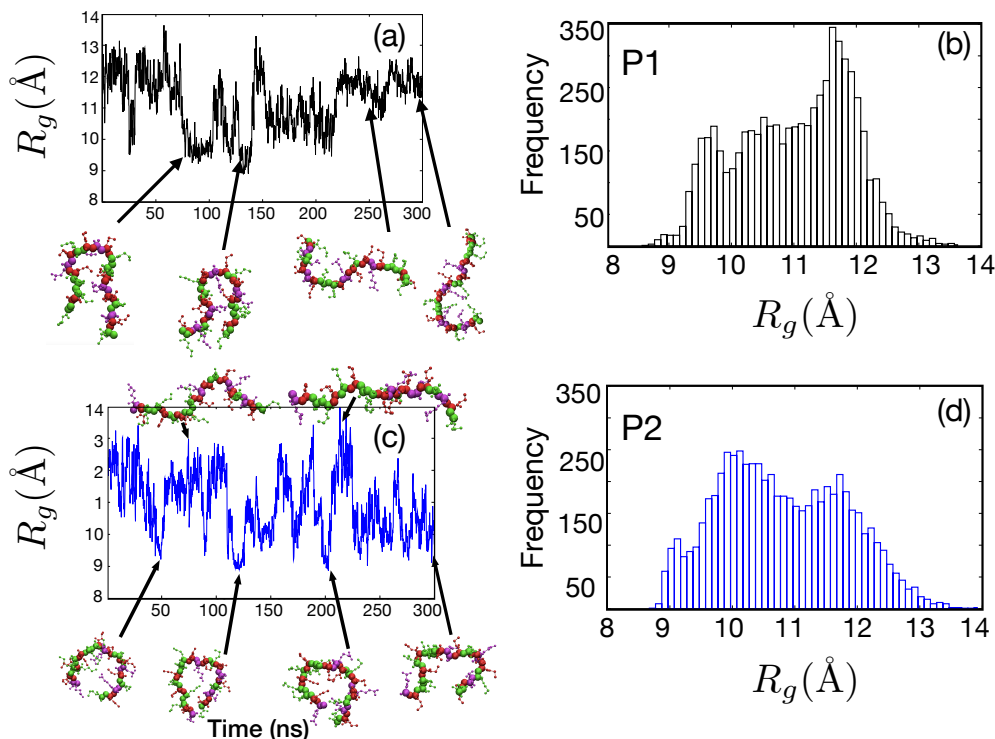 14
13
12
11
10
9
8
R_g(Å)
(a)
50 100 150 200 250 300
350
250
150
50
Frequency
P1
(b)
8 9 10 11 12 13 14
R_g(Å)
14
3
2
1
10
9
8
R_g(Å)
(c)
50 100 150 200 250 300
Time (ns)
350
250
150
50
Frequency
P2
(d)
8 9 10 11 12 13 14
R_g(Å)